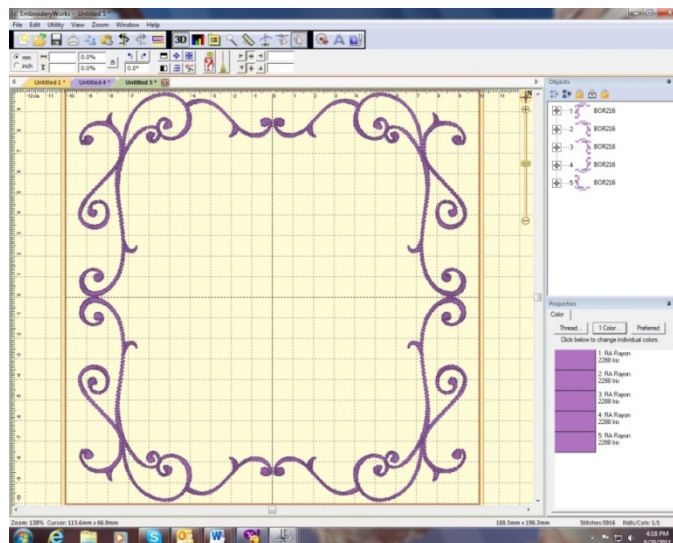 EmbroideryWorks - Untitled 5 *
File Edit Utility View Zoom Window Help
3D
mm 0.0%
inch 0.0% 0.0°
Untitled 1 * Untitled 4 * Untitled 5 *
Objects
1 BOR216
2 BOR216
3 BOR216
4 BOR216
5 BOR216
Properties
Color
Thread... 1 Color... Preferred
Click below to change individual colors.
1: RA Rayon
2288 Iris
2: RA Rayon
2288 Iris
3: RA Rayon
2288 Iris
4: RA Rayon
2288 Iris
5: RA Rayon
2288 Iris
Zoom: 138% Cursor: 115.6mm x 66.9mm 188.5mm x 198.3mm Stitches:5916 Ndls/Cols: 1/1
4:18 PM